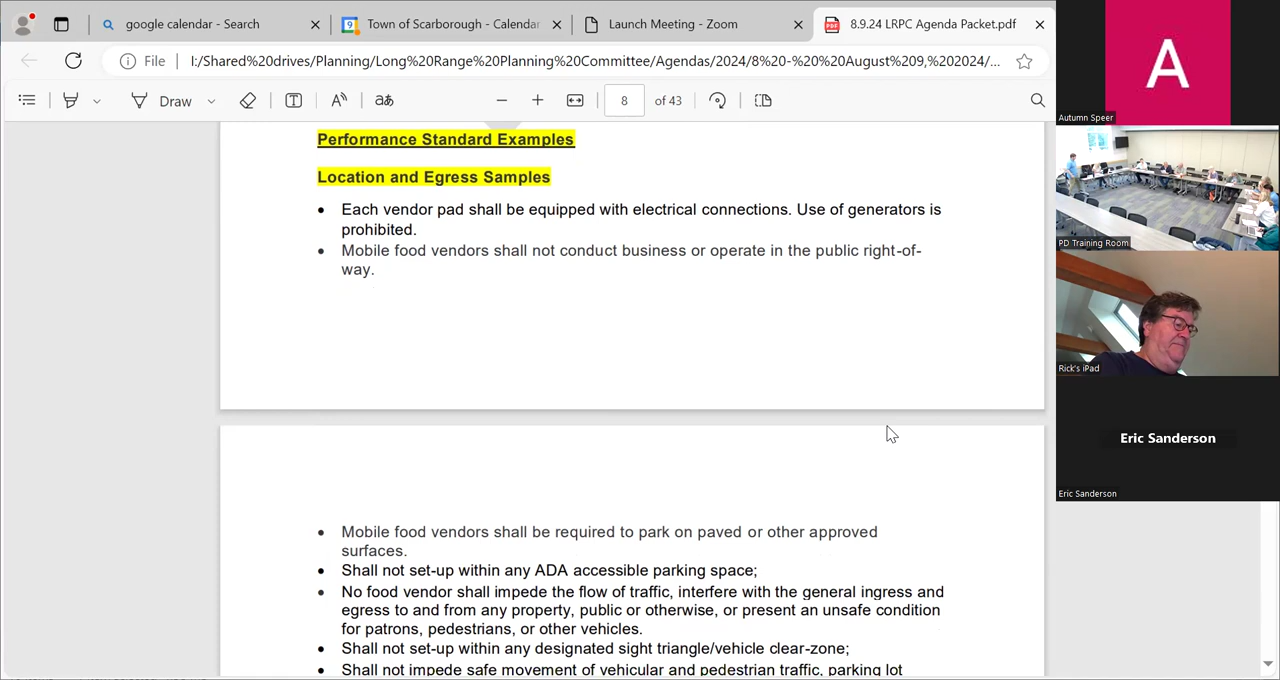 google calendar - Search
Town of Scarborough - Calendar
Launch Meeting - Zoom
8.9.24 LRPC Agenda Packet.pdf
File
I:/Shared%20drives/Planning/Long%20Range%20Planning%20Committee/Agendas/2024/8%20-%20%20August%209,%202024/...
Draw
8 of 43
Performance Standard Examples
Location and Egress Samples
• Each vendor pad shall be equipped with electrical connections. Use of generators is
prohibited.
• Mobile food vendors shall not conduct business or operate in the public right-of-
way.
• Mobile food vendors shall be required to park on paved or other approved
surfaces.
• Shall not set-up within any ADA accessible parking space;
• No food vendor shall impede the flow of traffic, interfere with the general ingress and
egress to and from any property, public or otherwise, or present an unsafe condition
for patrons, pedestrians, or other vehicles.
• Shall not set-up within any designated sight triangle/vehicle clear-zone;
• Shall not impede safe movement of vehicular and pedestrian traffic, parking lot
A
Autumn Speer
PD Training Room
Rick's iPad
Eric Sanderson
Eric Sanderson